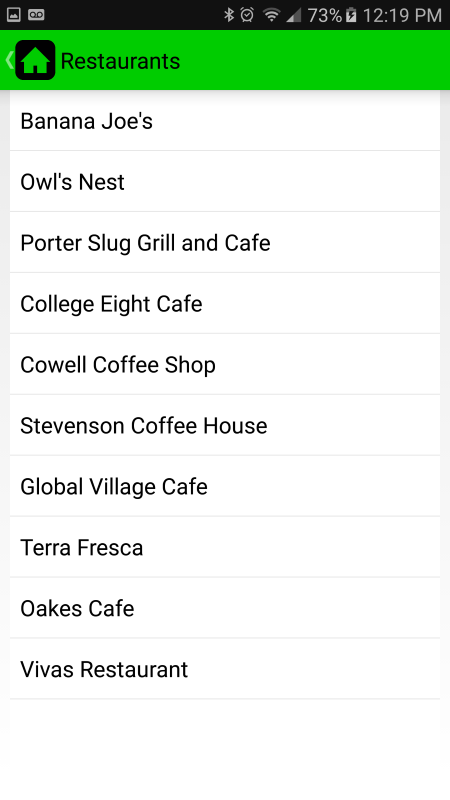 73% 12:19 PM
Restaurants
Banana Joe's
Owl's Nest
Porter Slug Grill and Cafe
College Eight Cafe
Cowell Coffee Shop
Stevenson Coffee House
Global Village Cafe
Terra Fresca
Oakes Cafe
Vivas Restaurant